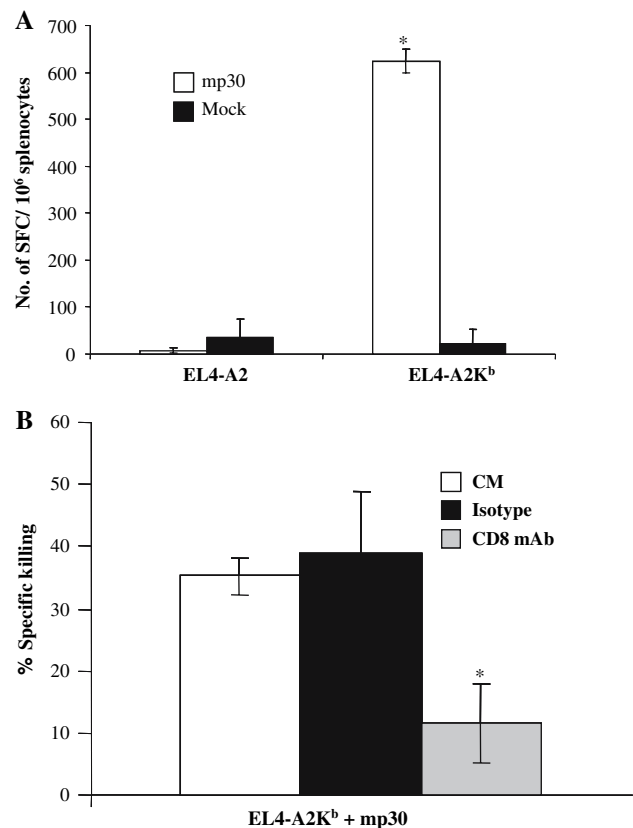 A
No. of SFC/ 10⁶ splenocytes
700
600
500
400
300
200
100
0
mp30
Mock
*
EL4-A2
EL4-A2Kᵇ
B
% Specific killing
60
50
40
30
20
10
0
CM
Isotype
CD8 mAb
*
EL4-A2Kᵇ + mp30